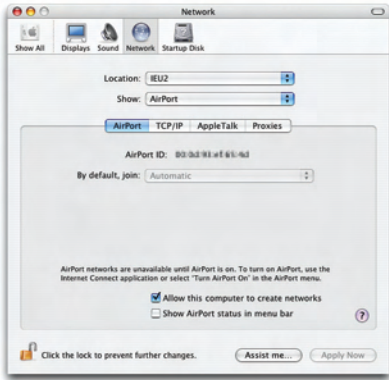 Network
Show All Displays Sound Network Startup Disk
Location: IEU2
Show: AirPort
AirPort TCP/IP AppleTalk Proxies
AirPort ID:
By default, join: Automatic
AirPort networks are unavailable until AirPort is on. To turn on AirPort, use the
Internet Connect application or select "Turn AirPort On" in the AirPort menu.
Allow this computer to create networks
Show AirPort status in menu bar
?
Click the lock to prevent further changes.
Assist me... Apply Now